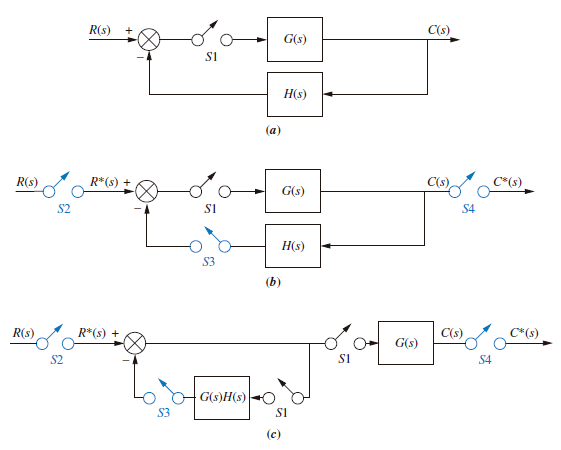 R(s) + C(s)
G(s)
−
S1
H(s)
(a)
R(s) R*(s) + C(s) C*(s)
G(s)
−
S2 S1 S4
H(s)
S3
(b)
R(s) R*(s) + C(s) C*(s)
G(s)
−
S2 S1 S4
G(s)H(s)
S3 S1
(c)